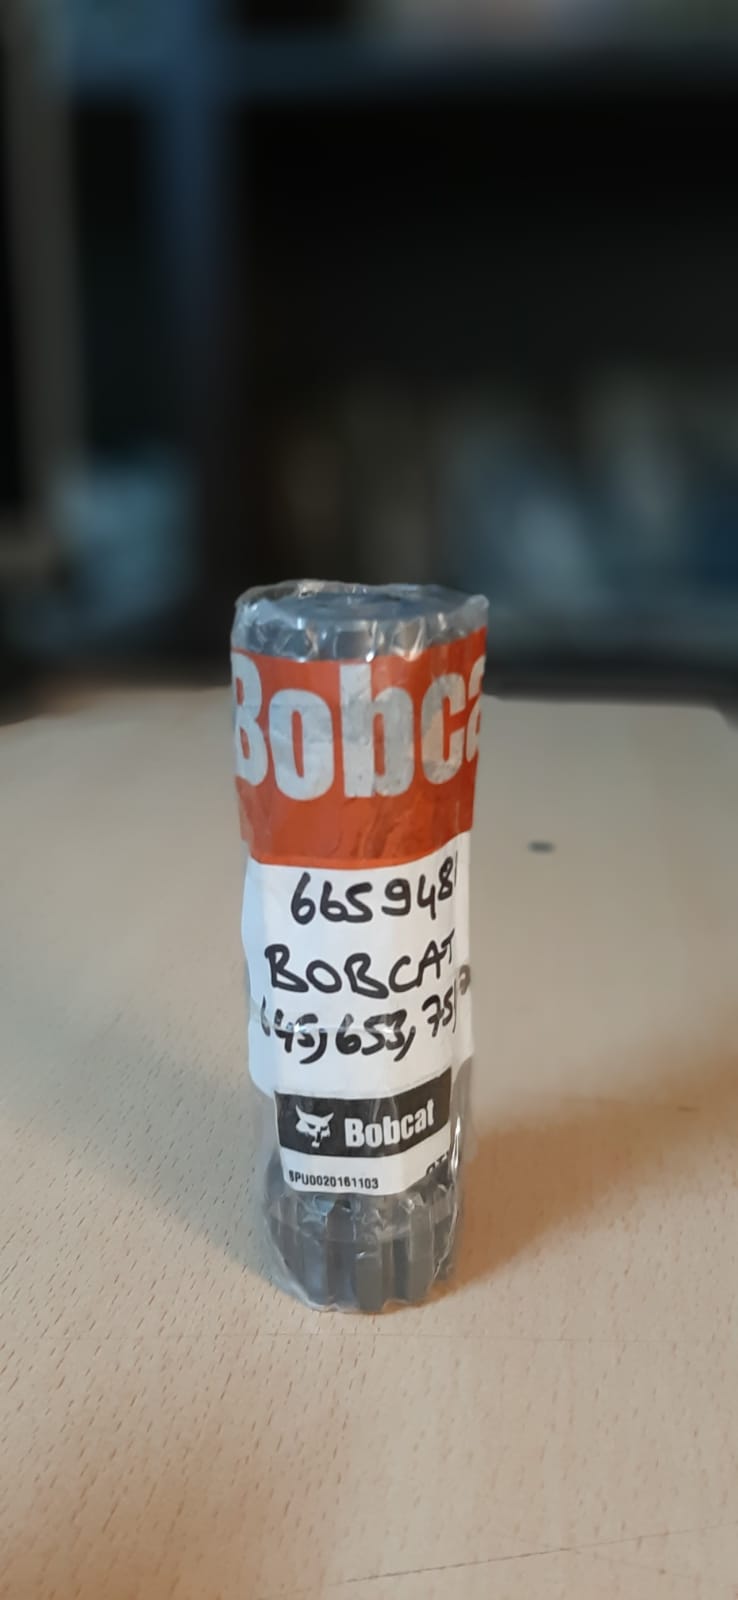 Bobca
6659481
BOBCAT
645, 653, 751,
Bobcat
SPU0020161103